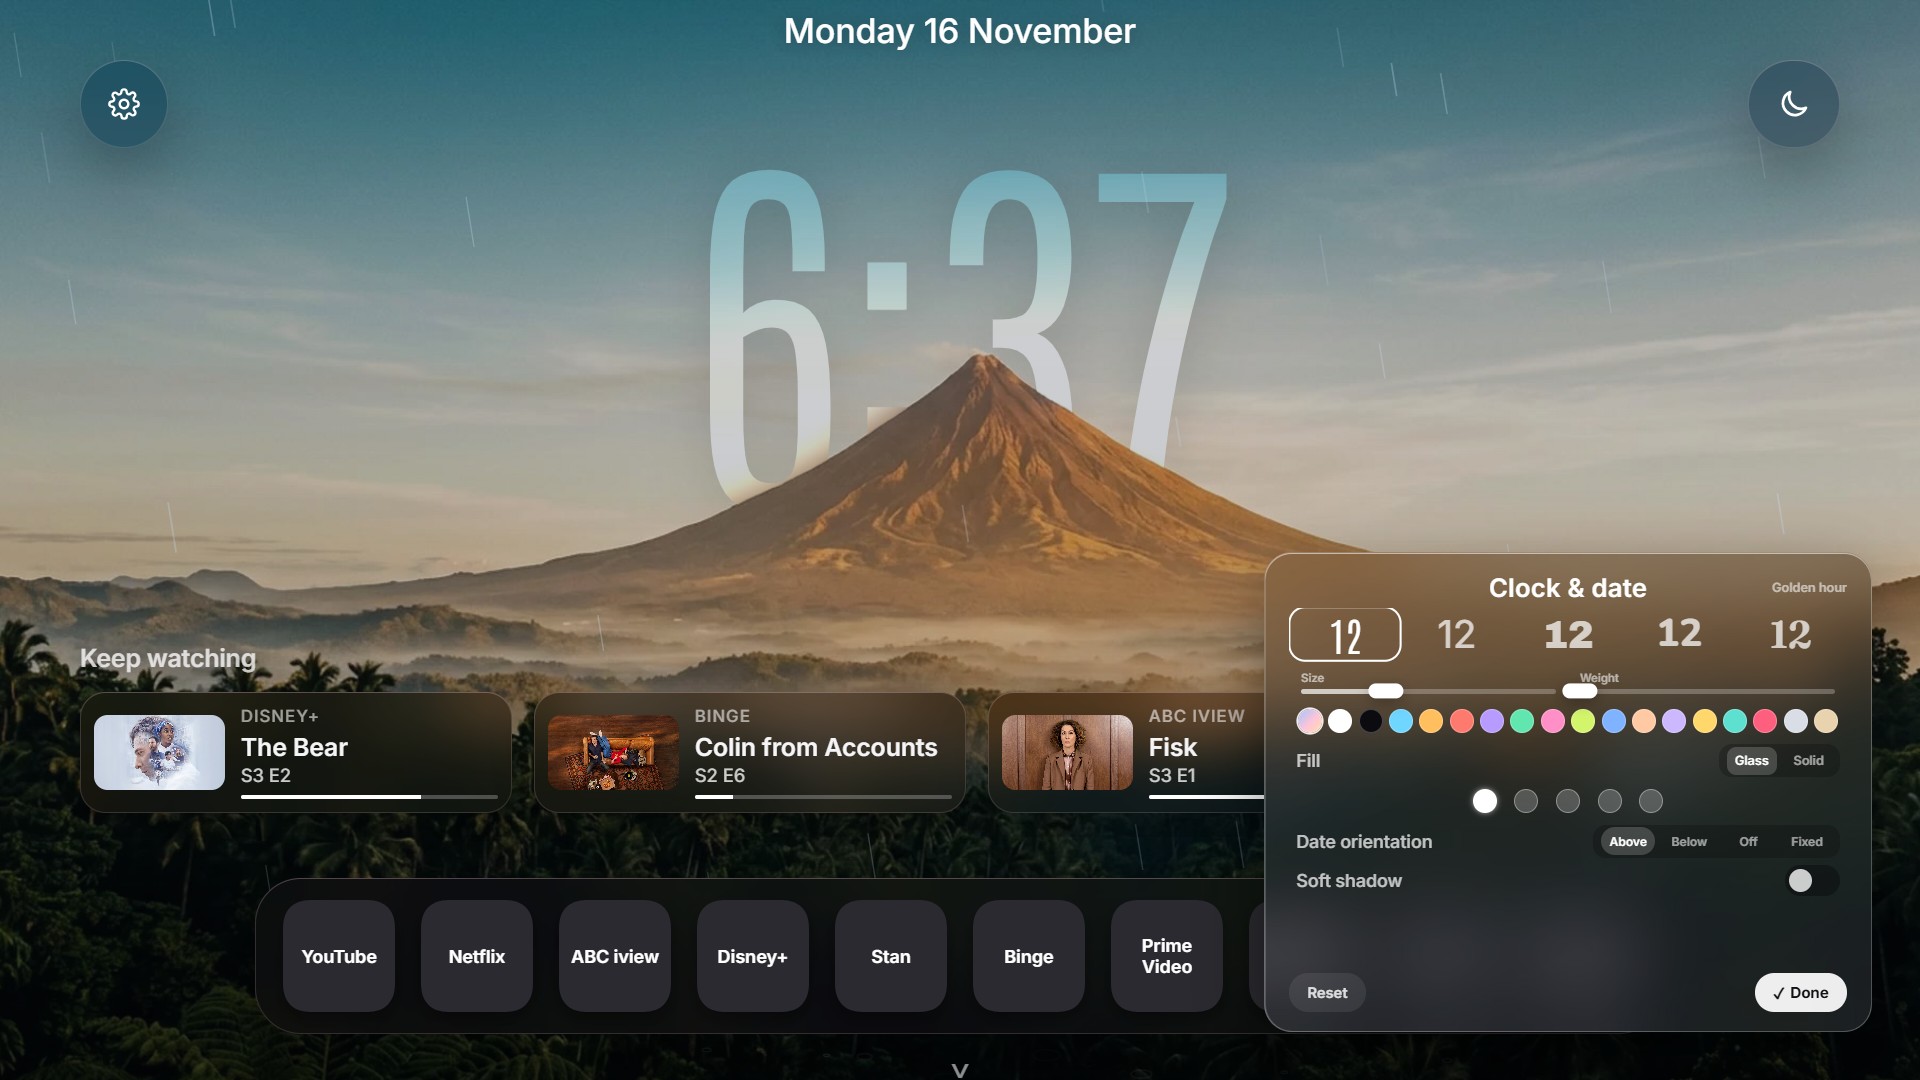 Monday 16 November
6:37
Keep watching
DISNEY+
The Bear
S3 E2
BINGE
Colin from Accounts
S2 E6
ABC IVIEW
Fisk
S3 E1
YouTube
Netflix
ABC iview
Disney+
Stan
Binge
Prime
Video
Clock & date
Golden hour
12 12 12 12 12
Size
Weight
Fill
Glass
Solid
Date orientation
Above
Below
Off
Fixed
Soft shadow
Reset
✓ Done